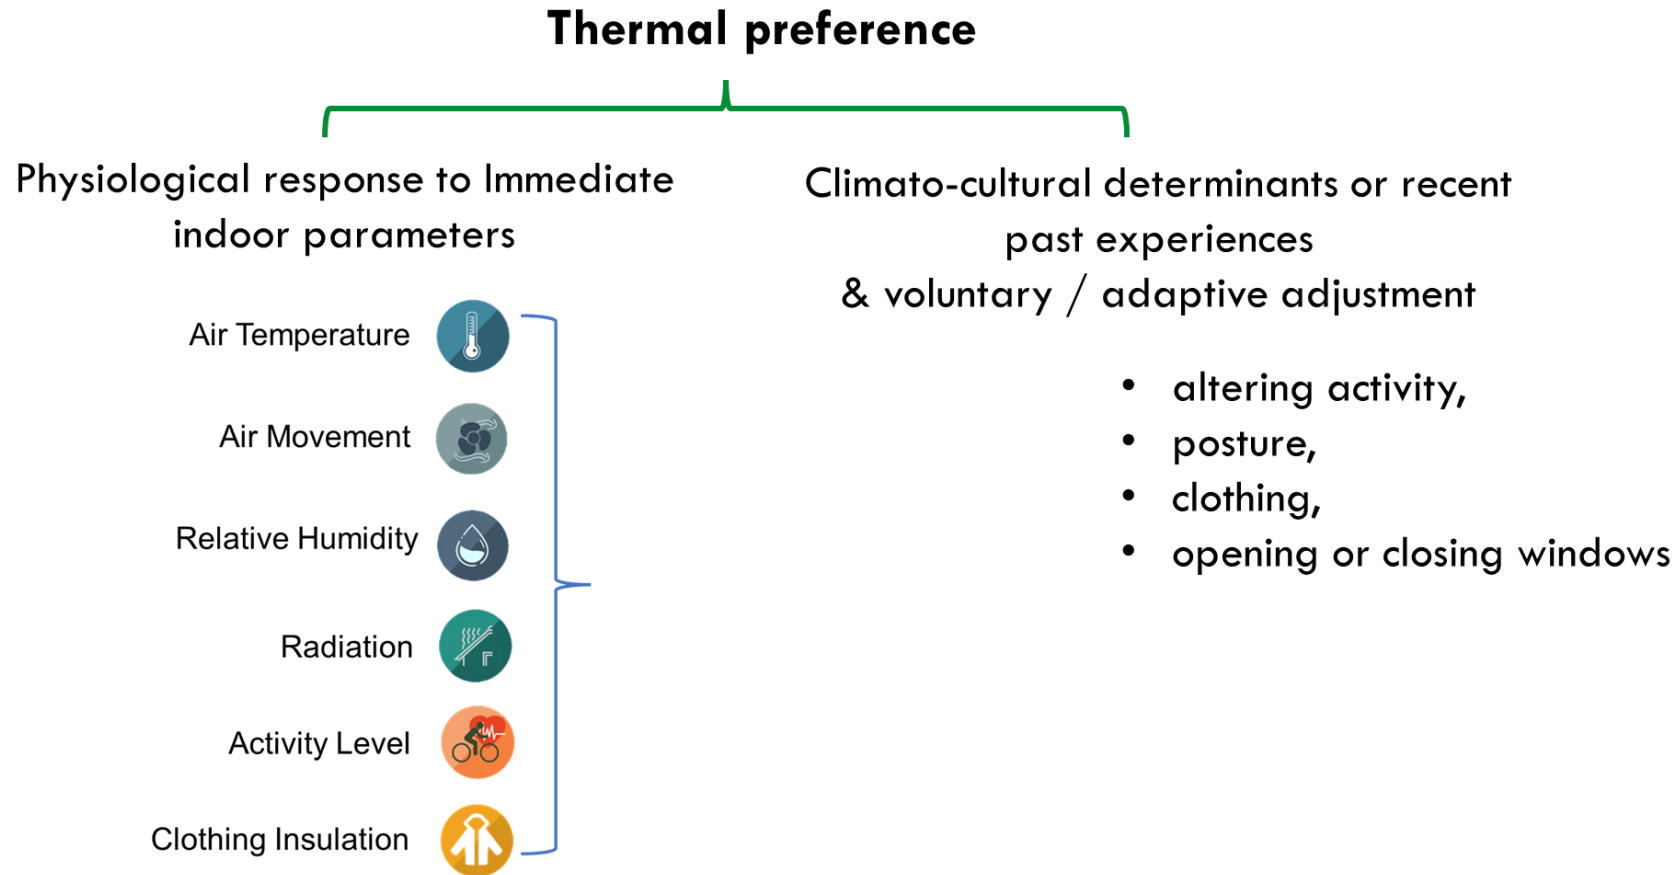 Thermal preference
Physiological response to Immediate
indoor parameters
Air Temperature
Air Movement
Relative Humidity
Radiation
Activity Level
Clothing Insulation
Climato-cultural determinants or recent
past experiences
& voluntary / adaptive adjustment
• altering activity,
• posture,
• clothing,
• opening or closing windows